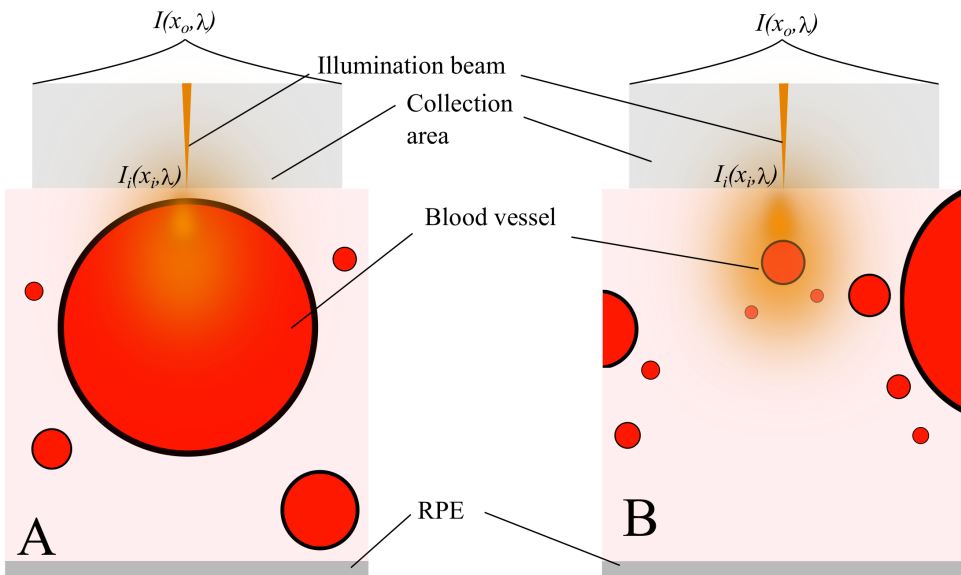 I(xₒ,λ)
I(xₒ,λ)
Illumination beam
Collection
area
Iᵢ(xᵢ,λ)
Iᵢ(xᵢ,λ)
Blood vessel
RPE
A
B